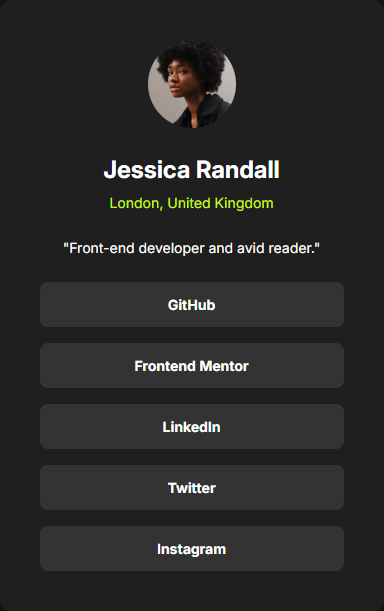 Jessica Randall
London, United Kingdom
"Front-end developer and avid reader."
GitHub
Frontend Mentor
LinkedIn
Twitter
Instagram